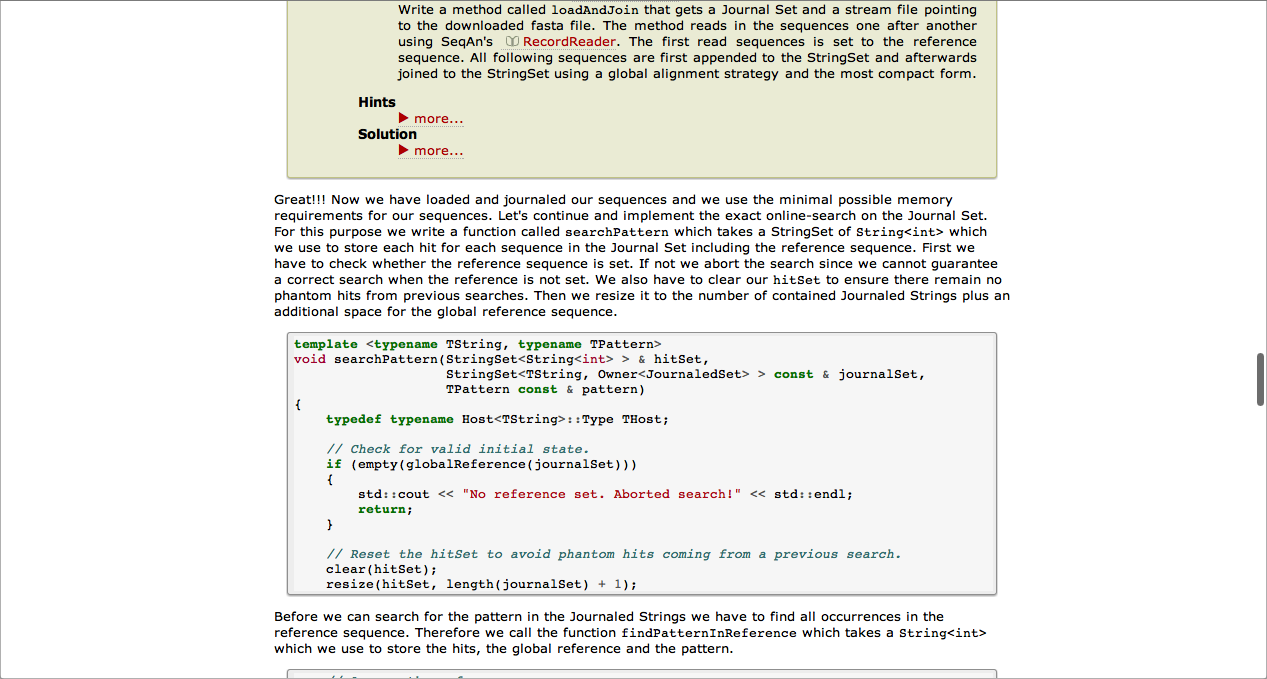 Write a method called loadAndJoin that gets a Journal Set and a stream file pointing
to the downloaded fasta file. The method reads in the sequences one after another
using SeqAn's RecordReader. The first read sequences is set to the reference
sequence. All following sequences are first appended to the StringSet and afterwards
joined to the StringSet using a global alignment strategy and the most compact form.
Hints
more...
Solution
more...
Great!!! Now we have loaded and journaled our sequences and we use the minimal possible memory
requirements for our sequences. Let's continue and implement the exact online-search on the Journal Set.
For this purpose we write a function called searchPattern which takes a StringSet of String<int> which
we use to store each hit for each sequence in the Journal Set including the reference sequence. First we
have to check whether the reference sequence is set. If not we abort the search since we cannot guarantee
a correct search when the reference is not set. We also have to clear our hitSet to ensure there remain no
phantom hits from previous searches. Then we resize it to the number of contained Journaled Strings plus an
additional space for the global reference sequence.
template <typename TString, typename TPattern>
void searchPattern(StringSet<String<int> > & hitSet,
                   StringSet<TString, Owner<JournaledSet> > const & journalSet,
                   TPattern const & pattern)
{
    typedef typename Host<TString>::Type THost;
    // Check for valid initial state.
    if (empty(globalReference(journalSet)))
    {
        std::cout << "No reference set. Aborted search!" << std::endl;
        return;
    }
    // Reset the hitSet to avoid phantom hits coming from a previous search.
    clear(hitSet);
    resize(hitSet, length(journalSet) + 1);
Before we can search for the pattern in the Journaled Strings we have to find all occurrences in the
reference sequence. Therefore we call the function findPatternInReference which takes a String<int>
which we use to store the hits, the global reference and the pattern.